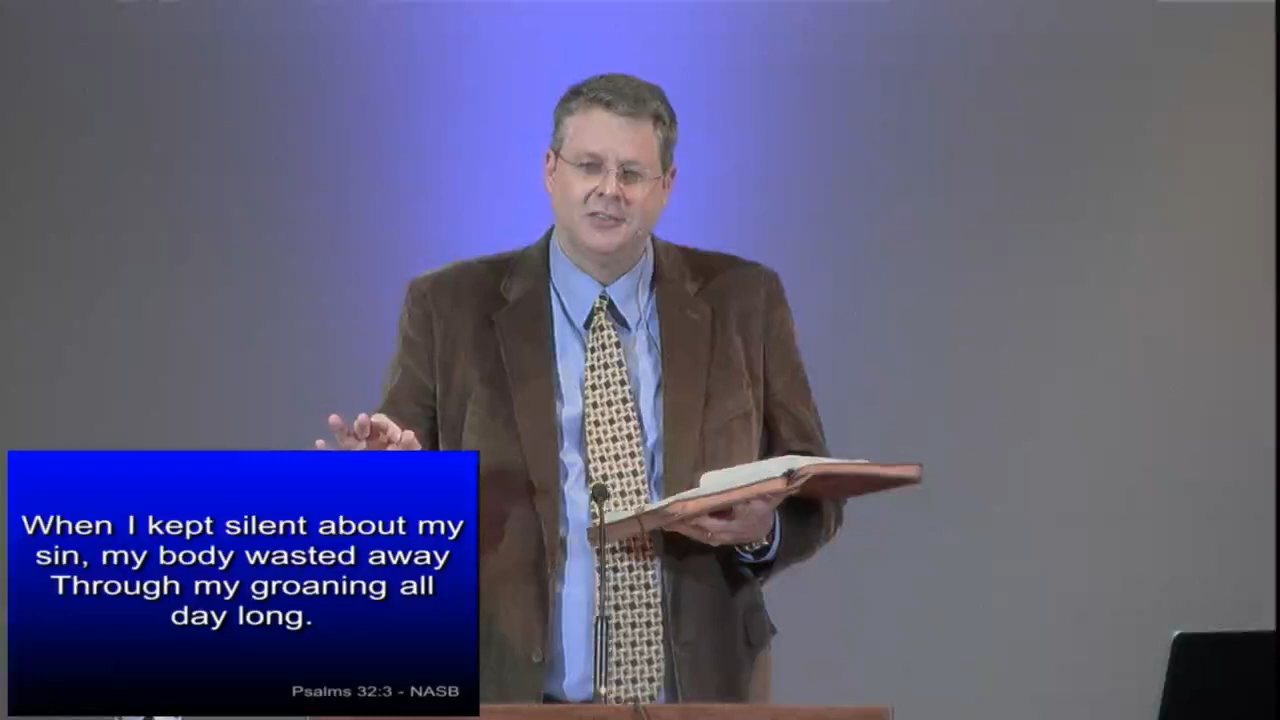 When I kept silent about my
sin, my body wasted away
Through my groaning all
day long.
Psalms 32:3 - NASB